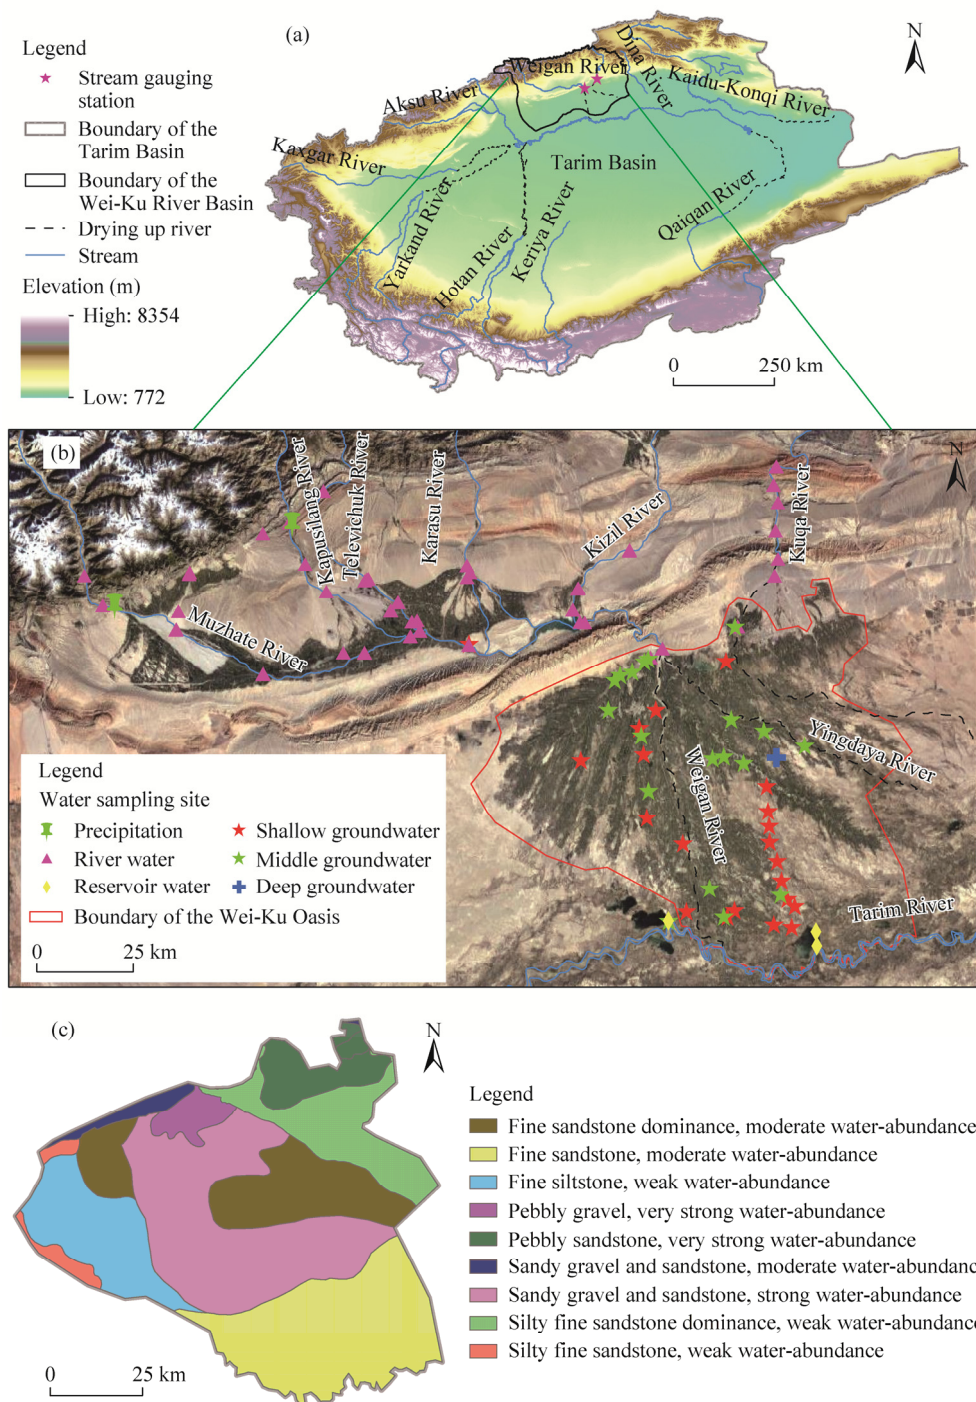 (a)
N
Legend
Stream gauging
station
Boundary of the
Tarim Basin
Boundary of the
Wei-Ku River Basin
Drying up river
Stream
Elevation (m)
High: 8354
Low: 772
Weigan River
Dina River
Kaidu-Konqi River
Aksu River
Kaxgar River
Tarim Basin
Yarkand River
Hotan River
Keriya River
Qaiqan River
0 250 km
(b)
N
Kapusilang River
Televichuk River
Karasu River
Kizil River
Kuqa River
Muzhate River
Weigan River
Yingdaya River
Tarim River
Legend
Water sampling site
Precipitation
River water
Reservoir water
Shallow groundwater
Middle groundwater
Deep groundwater
Boundary of the Wei-Ku Oasis
0 25 km
(c)
N
Legend
Fine sandstone dominance, moderate water-abundance
Fine sandstone, moderate water-abundance
Fine siltstone, weak water-abundance
Pebbly gravel, very strong water-abundance
Pebbly sandstone, very strong water-abundance
Sandy gravel and sandstone, moderate water-abundanc
Sandy gravel and sandstone, strong water-abundance
Silty fine sandstone dominance, weak water-abundance
Silty fine sandstone, weak water-abundance
0 25 km